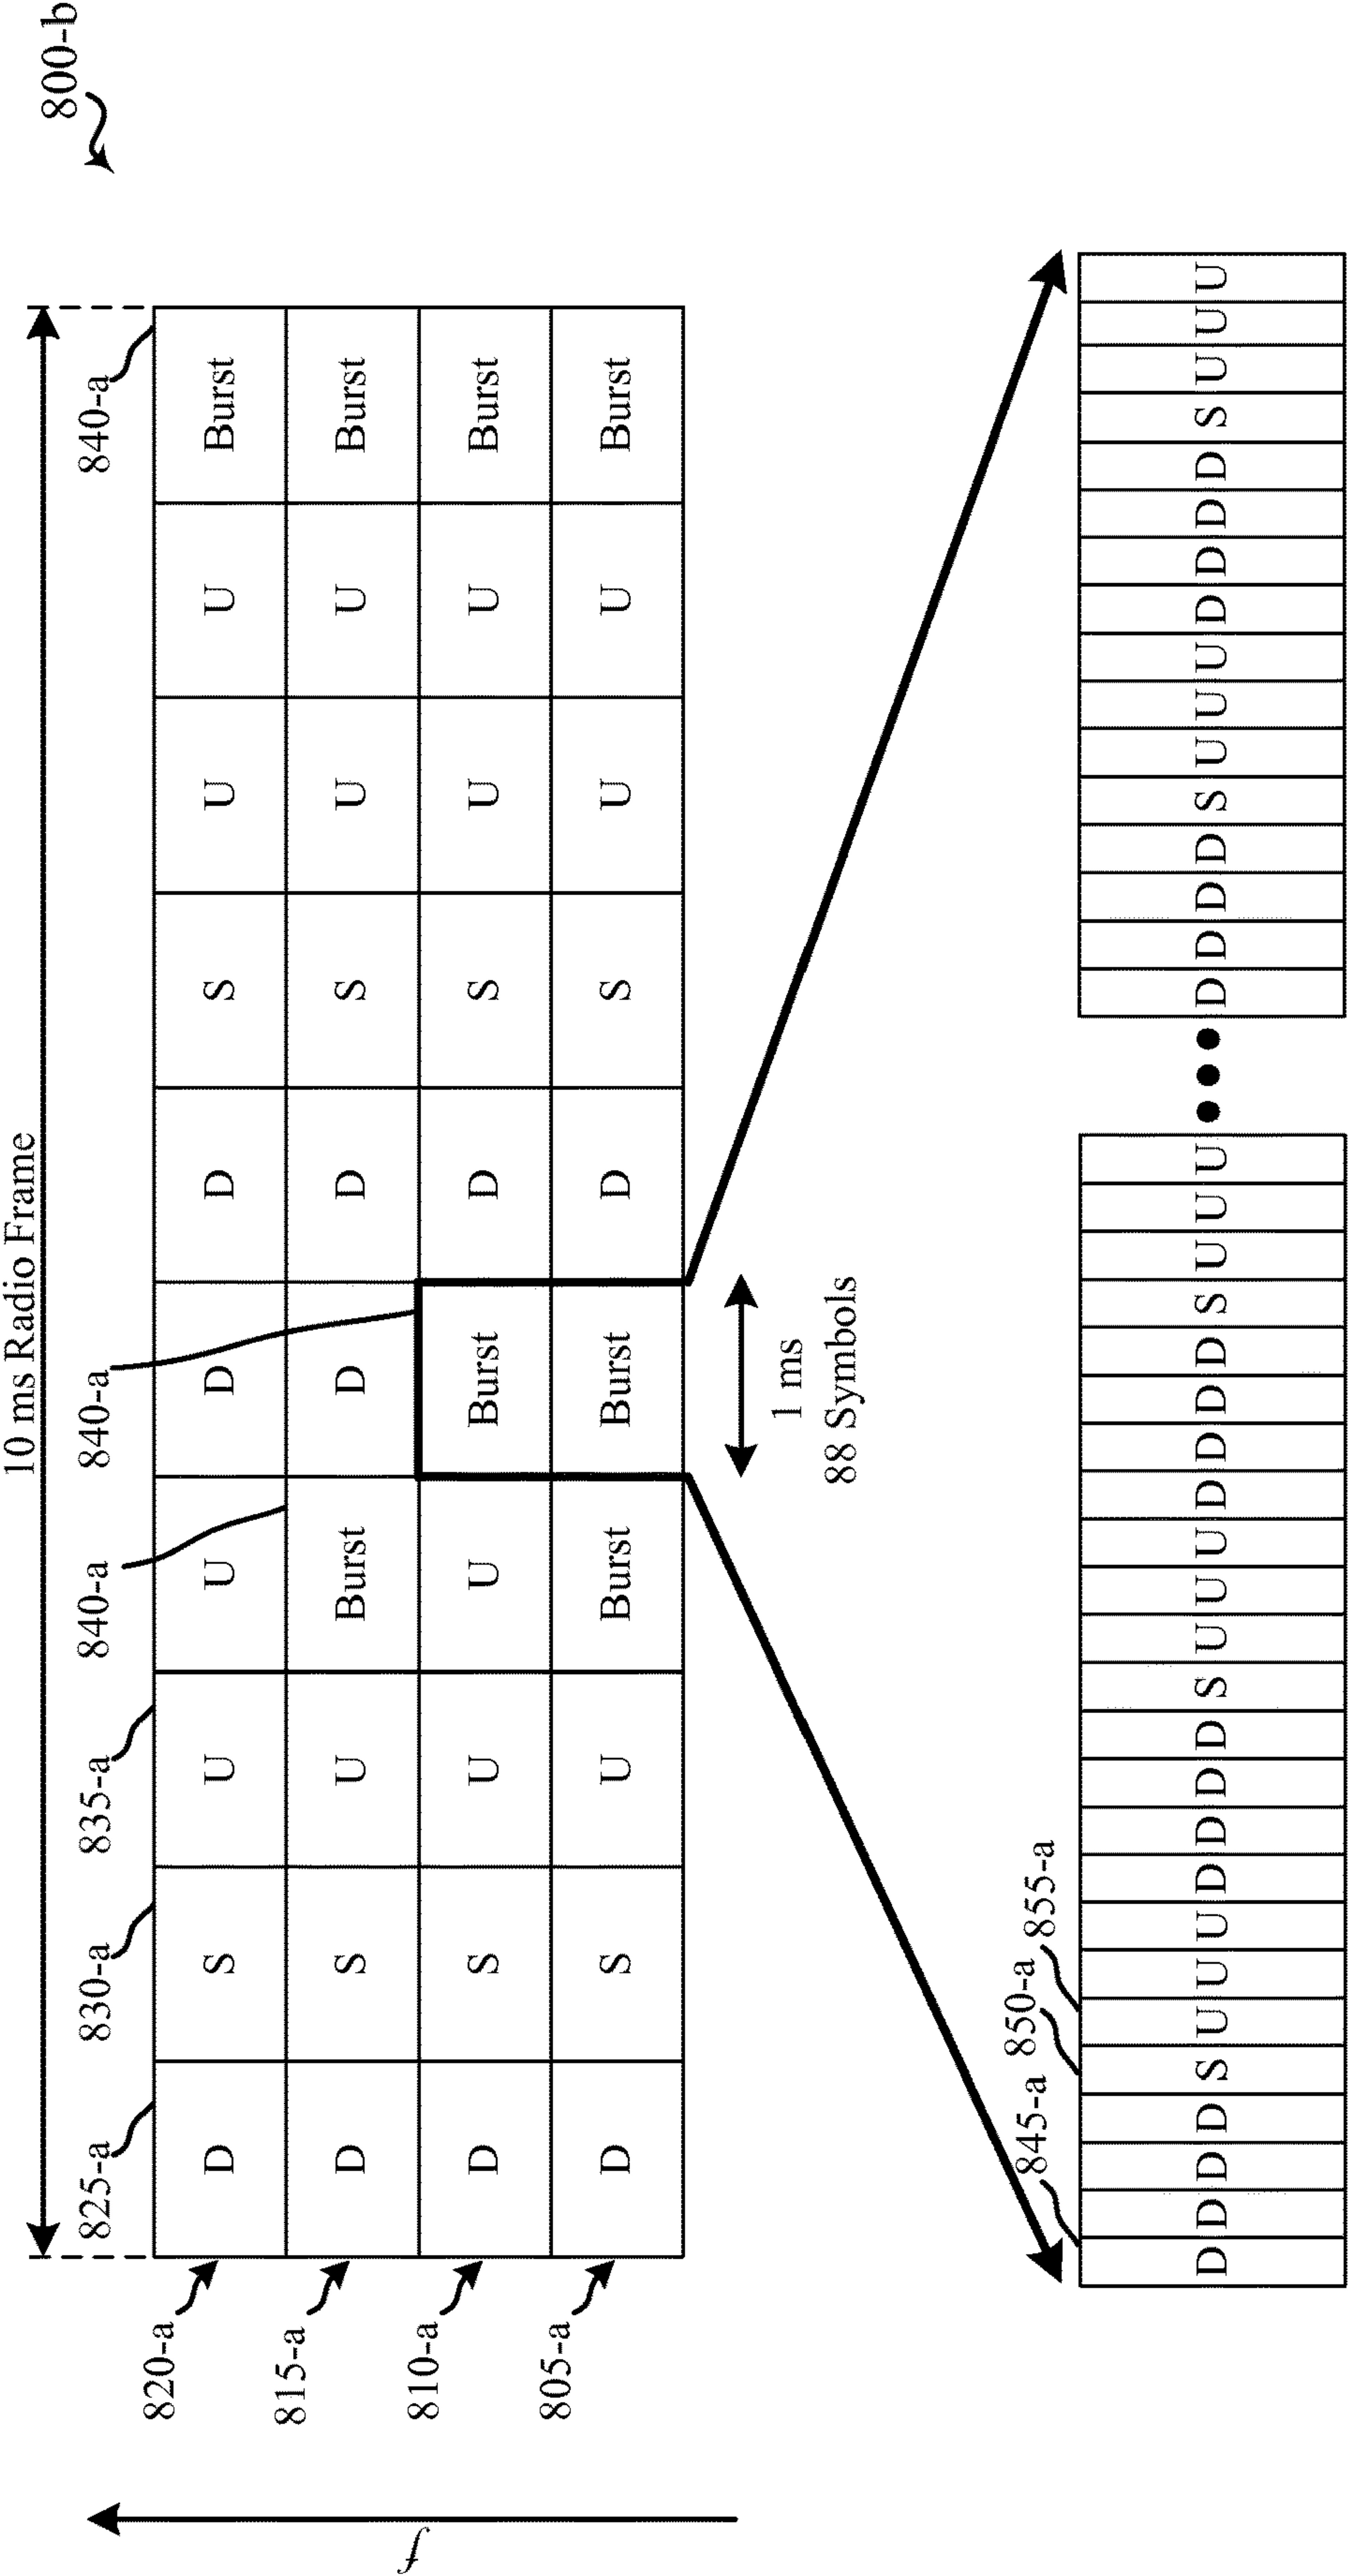 10 ms Radio Frame
800-b
825-a 830-a 835-a 840-a 840-a 840-a
820-a D S U U D D S U U Burst
815-a D S U Burst D D S U U Burst
f
810-a D S U U Burst D S U U Burst
805-a D S U Burst Burst D S U U Burst
1 ms
88 Symbols
845-a 850-a 855-a
D D D D S U U U D D D D S U U U D D D D S U U U ••• D D D D S U U U D D D D S U U U